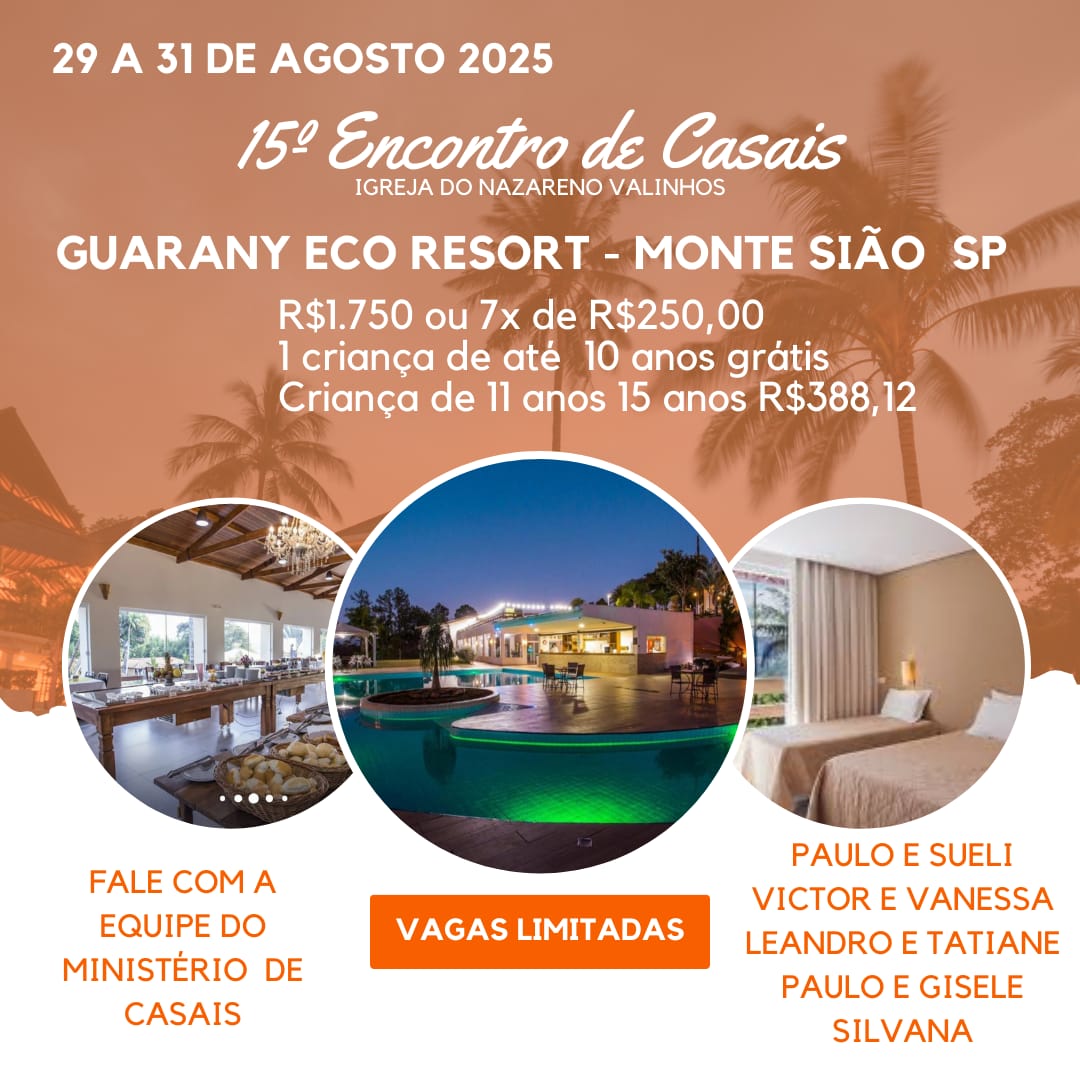 29 A 31 DE AGOSTO 2025
15º Encontro de Casais
IGREJA DO NAZARENO VALINHOS
GUARANY ECO RESORT - MONTE SIÃO SP
R$1.750 ou 7x de R$250,00
1 criança de até 10 anos grátis
Criança de 11 anos 15 anos R$388,12
FALE COM A
EQUIPE DO
MINISTÉRIO DE
CASAIS
VAGAS LIMITADAS
PAULO E SUELI
VICTOR E VANESSA
LEANDRO E TATIANE
PAULO E GISELE
SILVANA